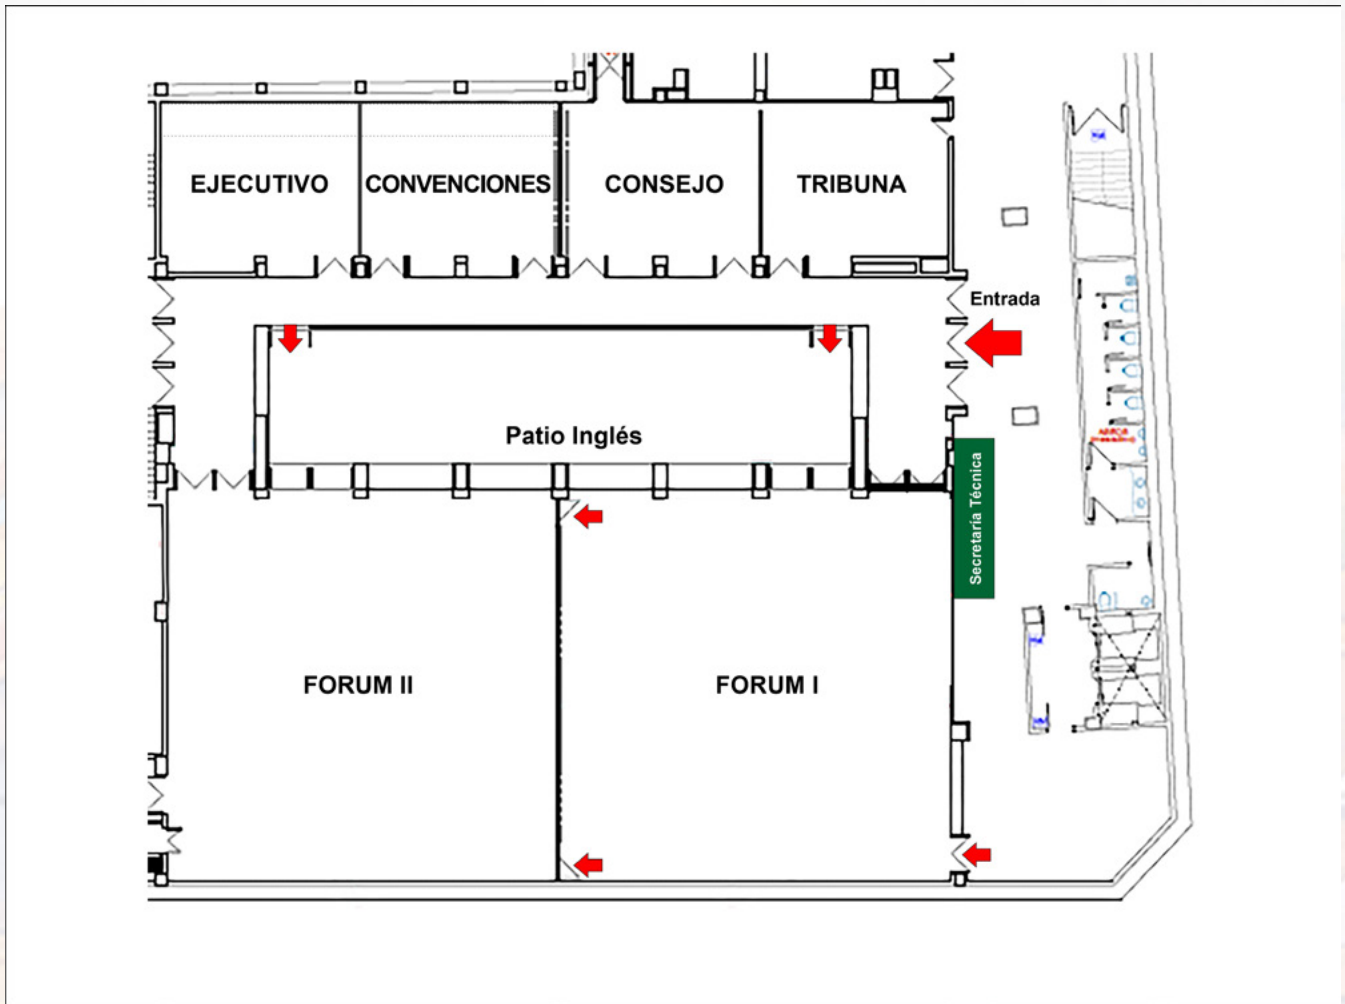 EJECUTIVO
CONVENCIONES
CONSEJO
TRIBUNA
Entrada
Patio Inglés
Secretaría Técnica
FORUM II
FORUM I